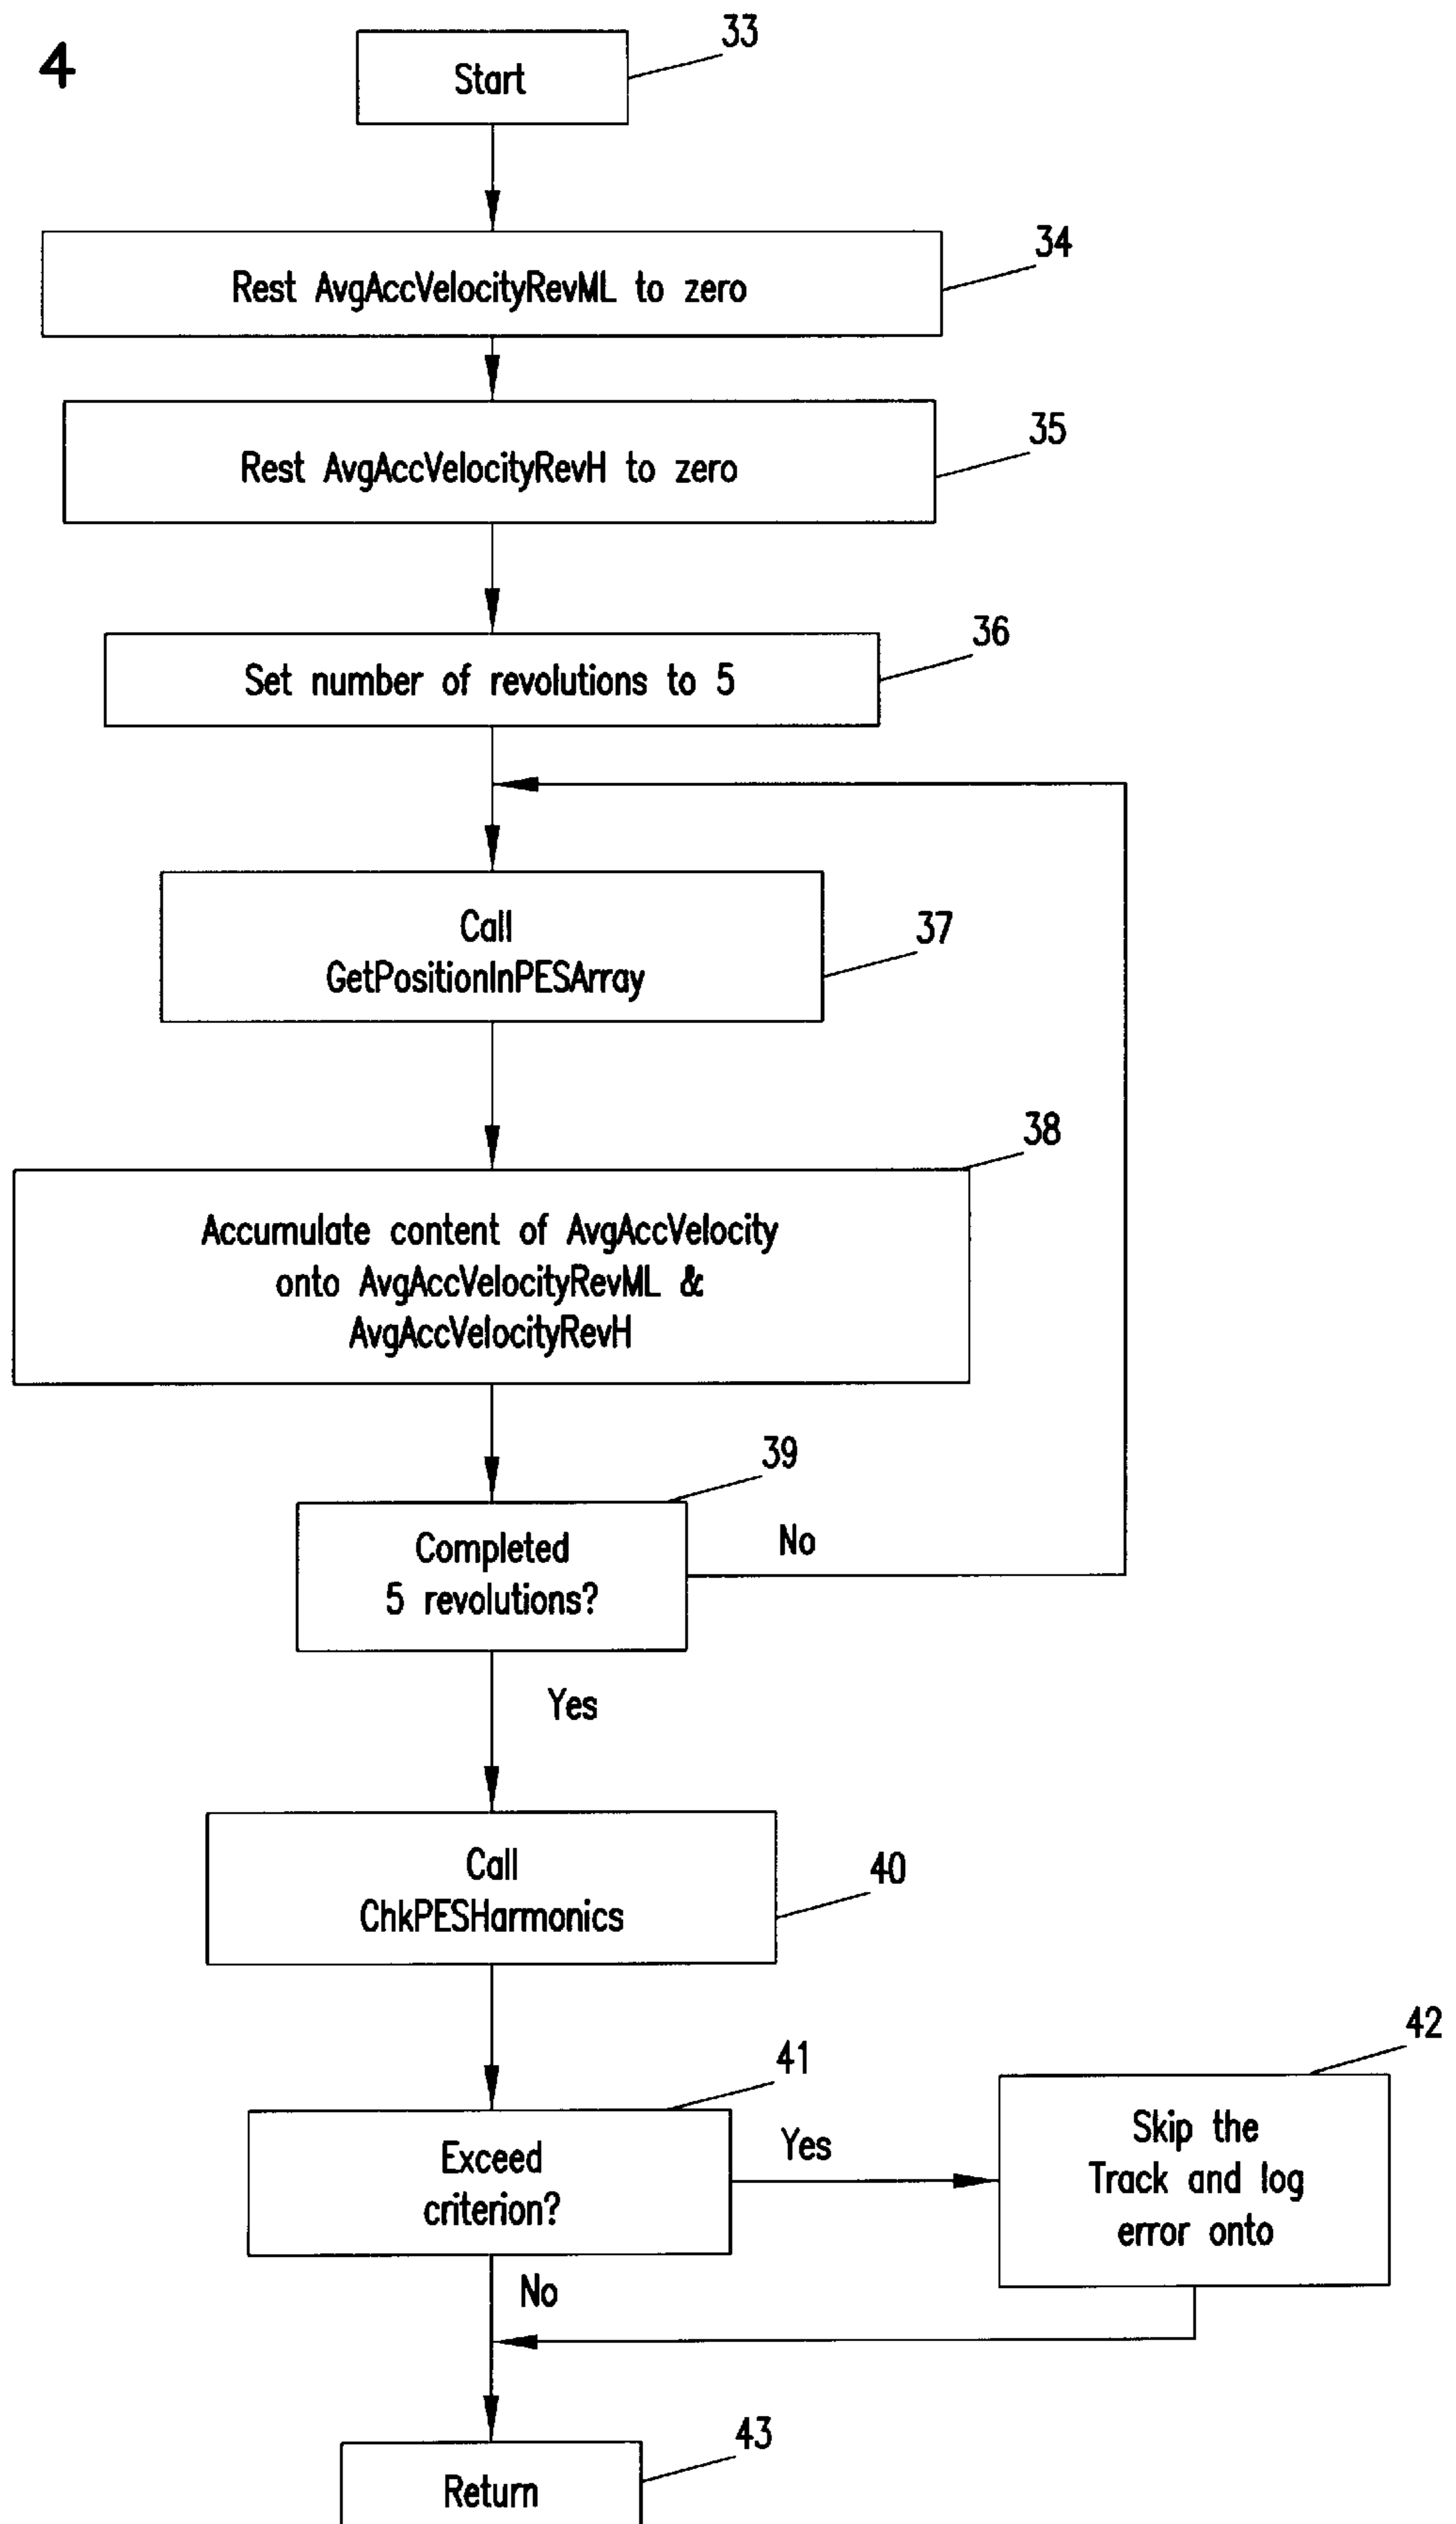 4
33
Start
34
Rest AvgAccVelocityRevML to zero
35
Rest AvgAccVelocityRevH to zero
36
Set number of revolutions to 5
37
Call
GetPositionInPESArray
38
Accumulate content of AvgAccVelocity
onto AvgAccVelocityRevML &
AvgAccVelocityRevH
39
Completed
5 revolutions?
No
Yes
40
Call
ChkPESHarmonics
41
Exceed
criterion?
Yes
42
Skip the
Track and log
error onto
No
43
Return